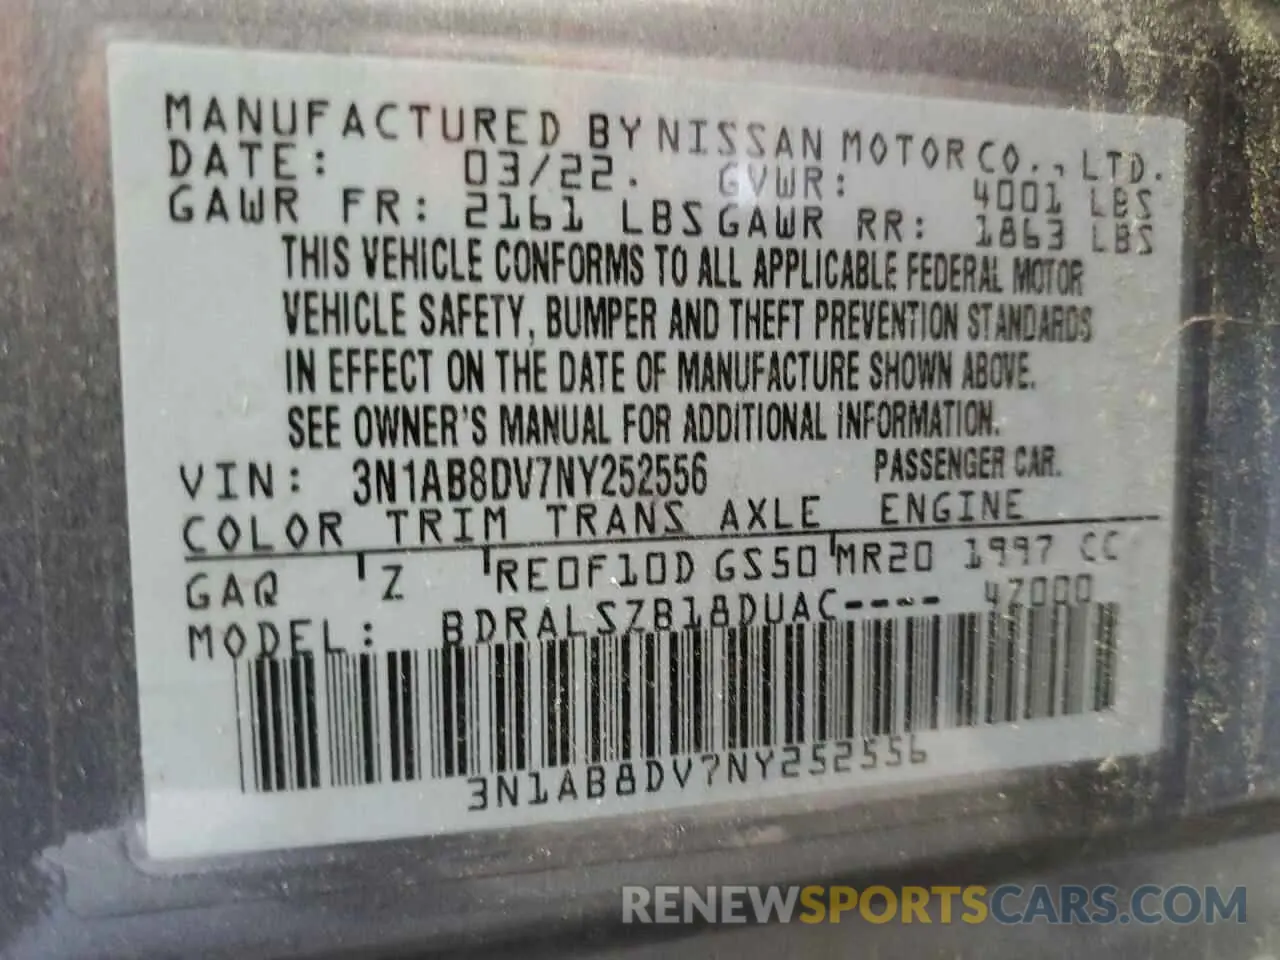 MANUFACTURED BY NISSAN MOTOR CO., LTD.
DATE: 03/22. GVWR: 4001 LBS
GAWR FR: 2161 LBS GAWR RR: 1863 LBS
THIS VEHICLE CONFORMS TO ALL APPLICABLE FEDERAL MOTOR
VEHICLE SAFETY, BUMPER AND THEFT PREVENTION STANDARDS
IN EFFECT ON THE DATE OF MANUFACTURE SHOWN ABOVE.
SEE OWNER'S MANUAL FOR ADDITIONAL INFORMATION.
VIN: 3N1AB8DV7NY252556 PASSENGER CAR.
COLOR TRIM TRANS AXLE ENGINE
GAQ Z RE0F10D GS50 MR20 1997 CC
MODEL: BDRALSZB18DUAC---- 4Z000
3N1AB8DV7NY252556
RENEWSPORTSCARS.COM